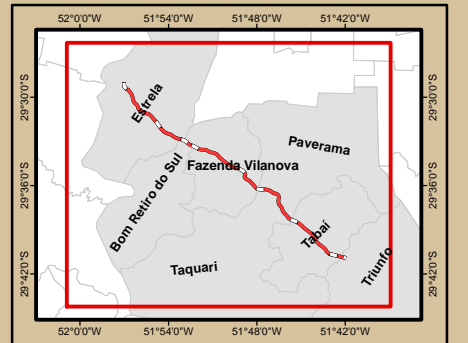 52°0'0"W 51°54'0"W 51°48'0"W 51°42'0"W
29°30'0"S 29°30'0"S
Estrela
Paverama
Fazenda Vilanova
29°36'0"S 29°36'0"S
Bom Retiro do Sul
Tabaí
Taquari
Triunfo
29°42'0"S 29°42'0"S
52°0'0"W 51°54'0"W 51°48'0"W 51°42'0"W